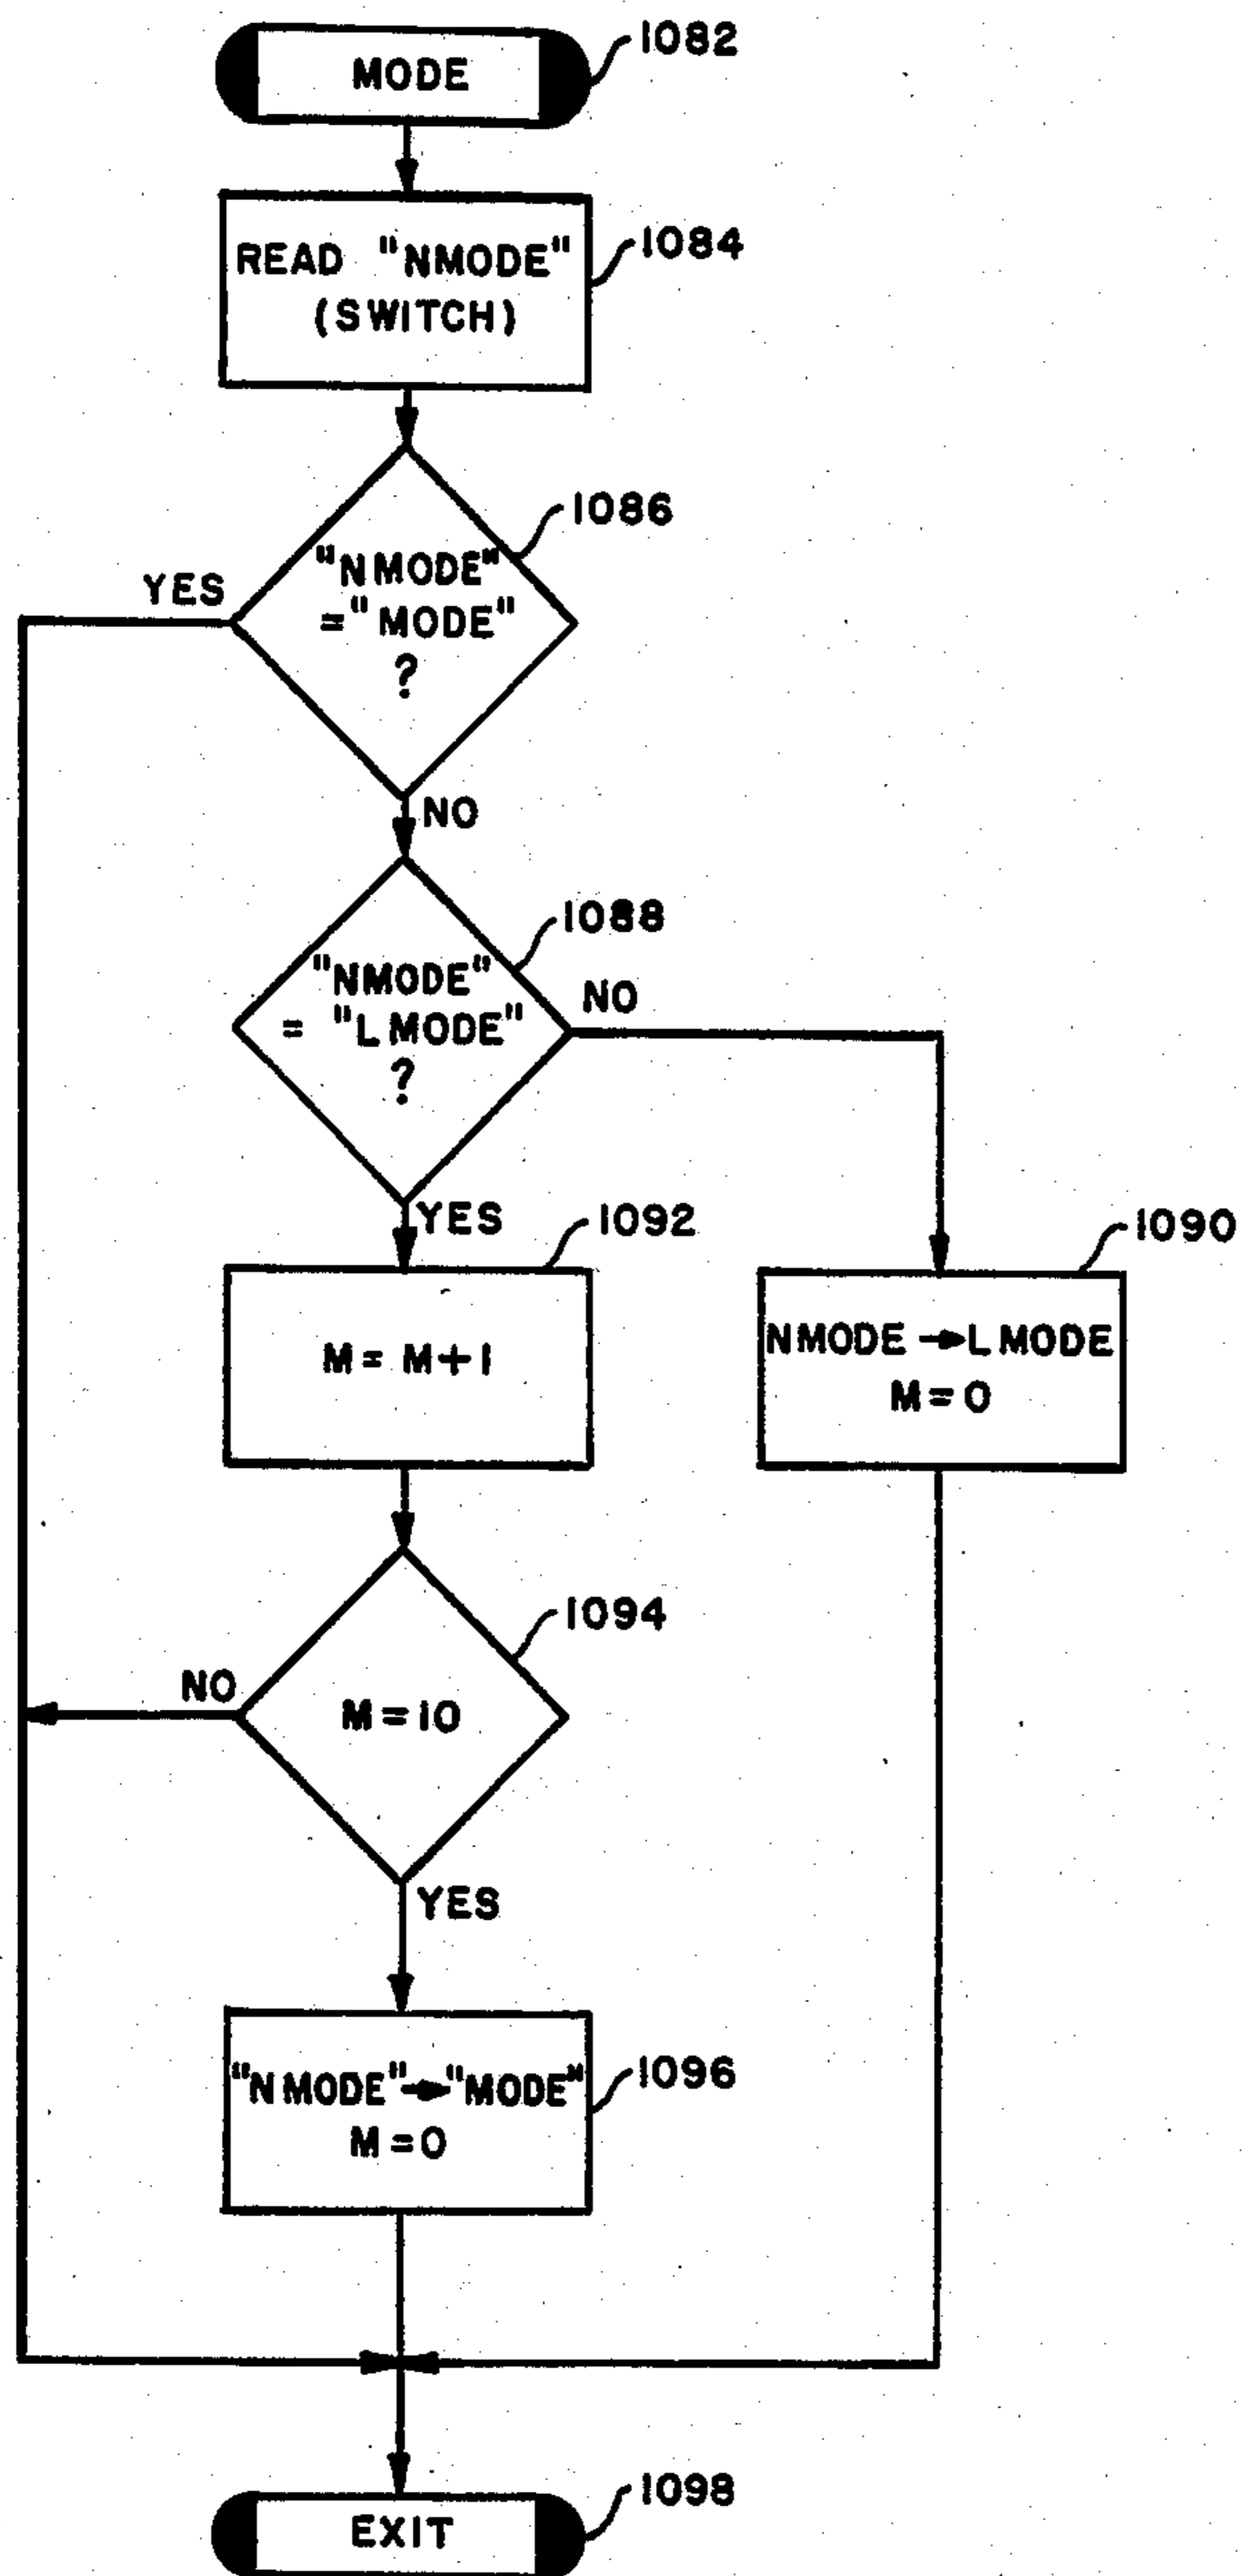 MODE
1082
READ "NMODE"
(SWITCH)
1084
"NMODE"
="MODE"
?
1086
YES
NO
"NMODE"
= "LMODE"
?
1088
NO
YES
M = M+1
1092
NMODE → LMODE
M = 0
1090
M = 10
1094
NO
YES
"NMODE"→"MODE"
M = 0
1096
EXIT
1098